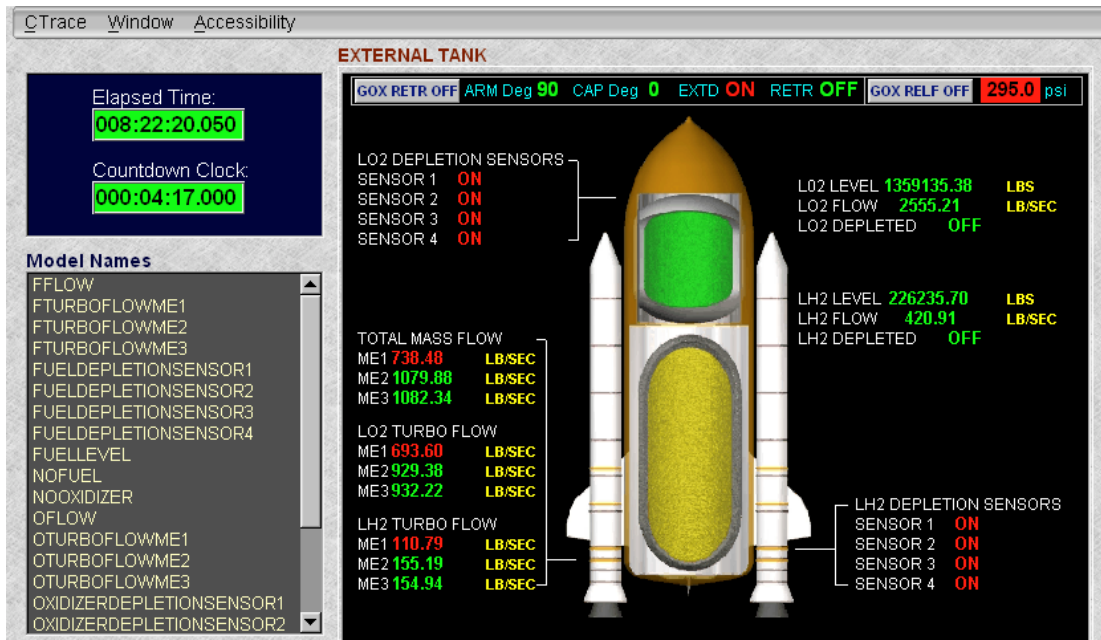 CTrace Window Accessibility
EXTERNAL TANK
Elapsed Time:
008:22:20.050
Countdown Clock:
000:04:17.000
Model Names
FFLOW
FTURBOFLOWME1
FTURBOFLOWME2
FTURBOFLOWME3
FUELDEPLETIONSENSOR1
FUELDEPLETIONSENSOR2
FUELDEPLETIONSENSOR3
FUELDEPLETIONSENSOR4
FUELLEVEL
NOFUEL
NOOXIDIZER
OFLOW
OTURBOFLOWME1
OTURBOFLOWME2
OTURBOFLOWME3
OXIDIZERDEPLETIONSENSOR1
OXIDIZERDEPLETIONSENSOR2
GOX RETR OFF ARM Deg 90 CAP Deg 0 EXTD ON RETR OFF GOX RELF OFF 295.0 psi
LO2 DEPLETION SENSORS
SENSOR 1 ON
SENSOR 2 ON
SENSOR 3 ON
SENSOR 4 ON
LO2 LEVEL 1359135.38 LBS
LO2 FLOW 2555.21 LB/SEC
LO2 DEPLETED OFF
LH2 LEVEL 226235.70 LBS
LH2 FLOW 420.91 LB/SEC
LH2 DEPLETED OFF
TOTAL MASS FLOW
ME1 738.48 LB/SEC
ME2 1079.88 LB/SEC
ME3 1082.34 LB/SEC
LO2 TURBO FLOW
ME1 693.60 LB/SEC
ME2 929.38 LB/SEC
ME3 932.22 LB/SEC
LH2 TURBO FLOW
ME1 110.79 LB/SEC
ME2 155.19 LB/SEC
ME3 154.94 LB/SEC
LH2 DEPLETION SENSORS
SENSOR 1 ON
SENSOR 2 ON
SENSOR 3 ON
SENSOR 4 ON